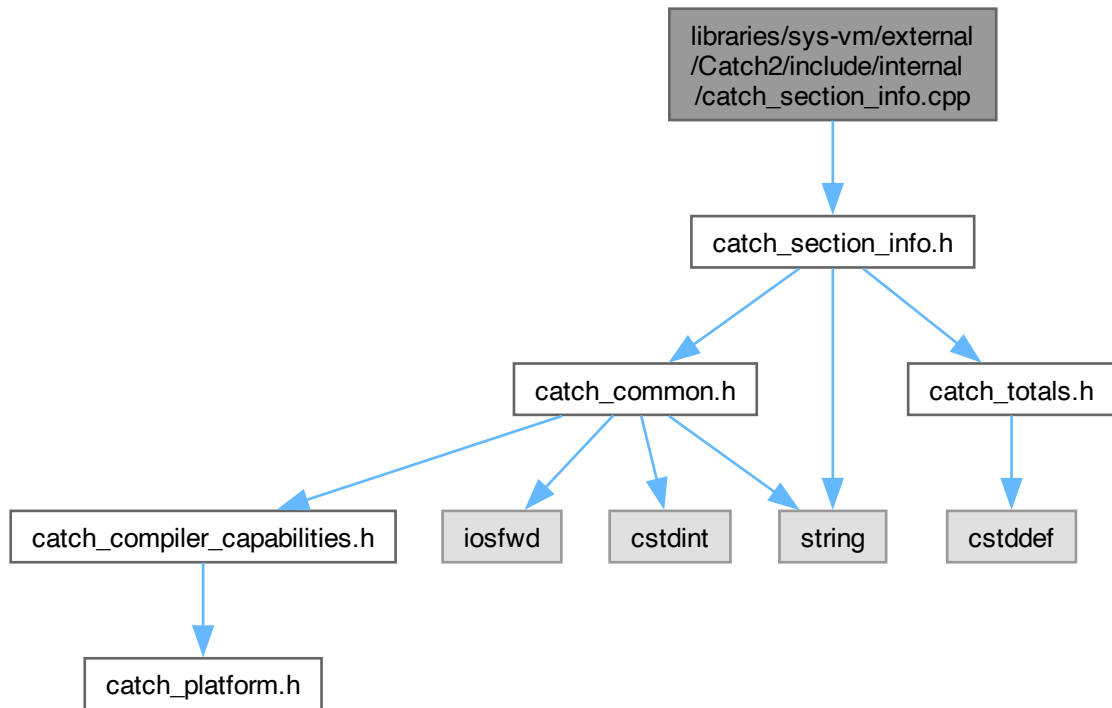 libraries/sys-vm/external
/Catch2/include/internal
/catch_section_info.cpp
catch_section_info.h
catch_common.h
catch_totals.h
catch_compiler_capabilities.h
iosfwd
cstdint
string
cstddef
catch_platform.h